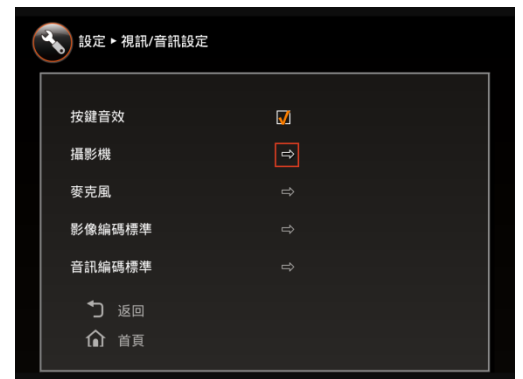 設定 ▸ 視訊/音訊設定
按鍵音效
攝影機
麥克風
影像編碼標準
音訊編碼標準
返回
首頁